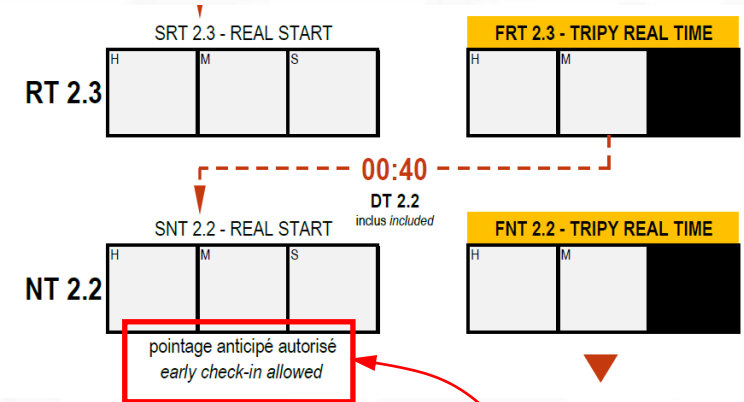 SRT 2.3 - REAL START
FRT 2.3 - TRIPY REAL TIME
RT 2.3
H M S
H M
00:40
DT 2.2
inclus included
SNT 2.2 - REAL START
FNT 2.2 - TRIPY REAL TIME
NT 2.2
H M S
H M
pointage anticipé autorisé
early check-in allowed